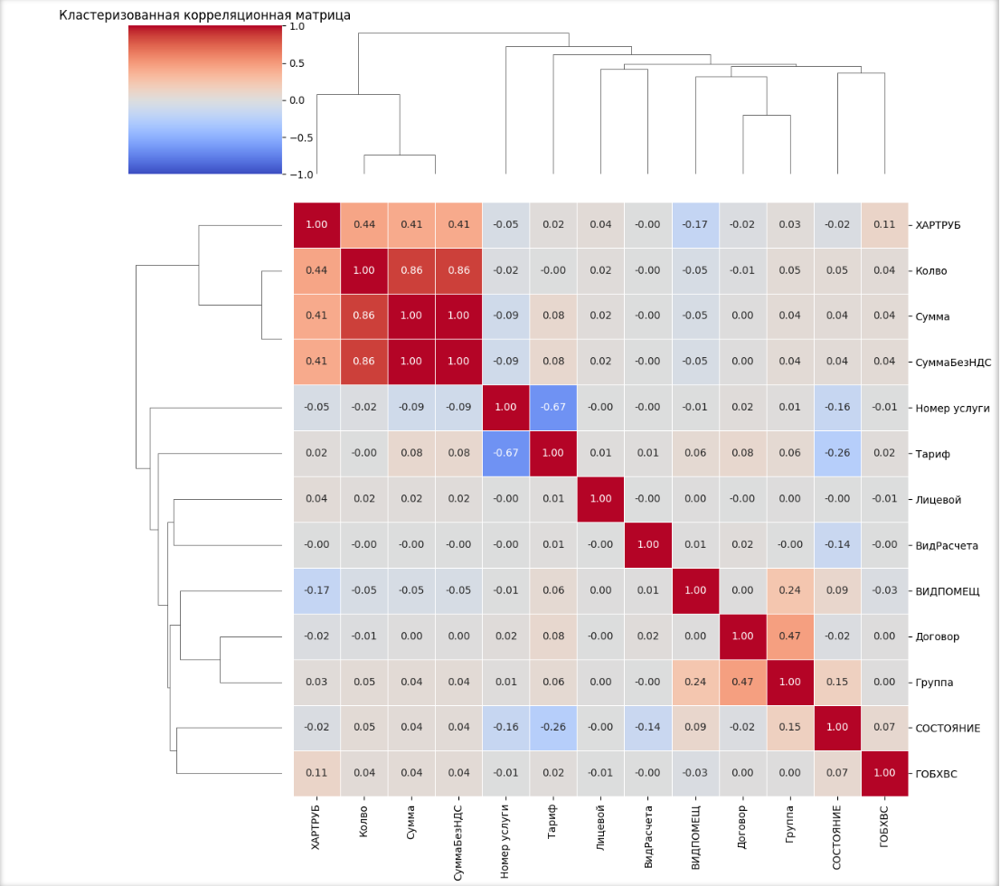 Кластеризованная корреляционная матрица
1.0
0.5
0.0
−0.5
−1.0
1.00 0.44 0.41 0.41 -0.05 0.02 0.04 -0.00 -0.17 -0.02 0.03 -0.02 0.11 ХАРТРУБ
0.44 1.00 0.86 0.86 -0.02 -0.00 0.02 -0.00 -0.05 -0.01 0.05 0.05 0.04 Колво
0.41 0.86 1.00 1.00 -0.09 0.08 0.02 -0.00 -0.05 0.00 0.04 0.04 0.04 Сумма
0.41 0.86 1.00 1.00 -0.09 0.08 0.02 -0.00 -0.05 0.00 0.04 0.04 0.04 СуммаБезНДС
-0.05 -0.02 -0.09 -0.09 1.00 -0.67 -0.00 -0.00 -0.01 0.02 0.01 -0.16 -0.01 Номер услуги
0.02 -0.00 0.08 0.08 -0.67 1.00 0.01 0.01 0.06 0.08 0.06 -0.26 0.02 Тариф
0.04 0.02 0.02 0.02 -0.00 0.01 1.00 -0.00 0.00 -0.00 0.00 -0.00 -0.01 Лицевой
-0.00 -0.00 -0.00 -0.00 -0.00 0.01 -0.00 1.00 0.01 0.02 -0.00 -0.14 -0.00 ВидРасчета
-0.17 -0.05 -0.05 -0.05 -0.01 0.06 0.00 0.01 1.00 0.00 0.24 0.09 -0.03 ВИДПОМЕЩ
-0.02 -0.01 0.00 0.00 0.02 0.08 -0.00 0.02 0.00 1.00 0.47 -0.02 0.00 Договор
0.03 0.05 0.04 0.04 0.01 0.06 0.00 -0.00 0.24 0.47 1.00 0.15 0.00 Группа
-0.02 0.05 0.04 0.04 -0.16 -0.26 -0.00 -0.14 0.09 -0.02 0.15 1.00 0.07 СОСТОЯНИЕ
0.11 0.04 0.04 0.04 -0.01 0.02 -0.01 -0.00 -0.03 0.00 0.00 0.07 1.00 ГОБХВС
ХАРТРУБ
Колво
Сумма
СуммаБезНДС
Номер услуги
Тариф
Лицевой
ВидРасчета
ВИДПОМЕЩ
Договор
Группа
СОСТОЯНИЕ
ГОБХВС